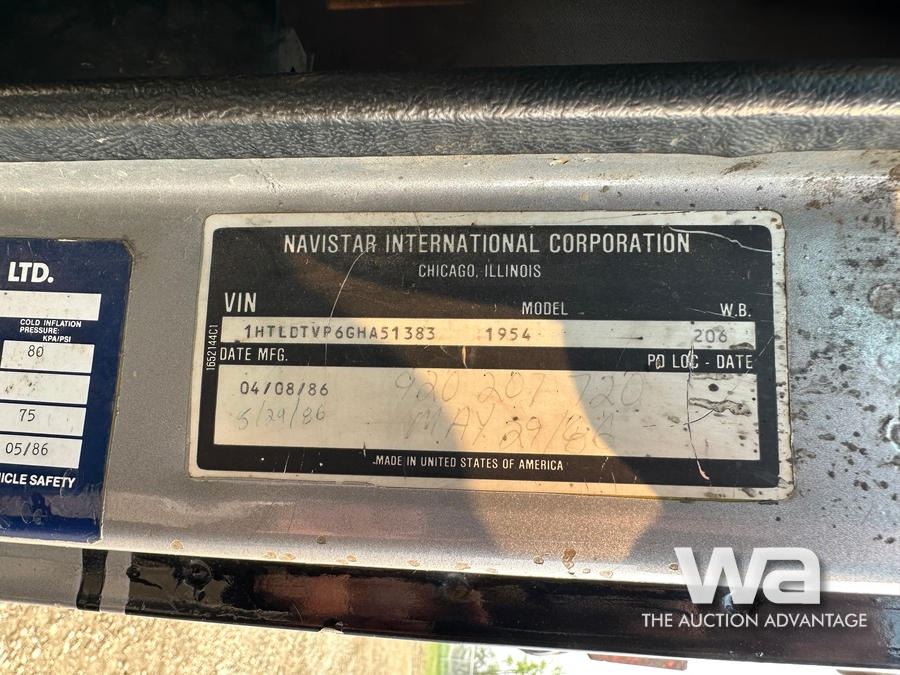 LTD.
COLD INFLATION
PRESSURE:
KPA/PSI
80
75
05/86
HICLE SAFETY
NAVISTAR INTERNATIONAL CORPORATION
CHICAGO, ILLINOIS
VIN MODEL W.B.
1HTLDTVP6GHA51383 1954 206
DATE MFG. PD LOC - DATE
04/08/86 920 207 720
5/29/86 MAY 29/86
MADE IN UNITED STATES OF AMERICA
1652144C1
wa
THE AUCTION ADVANTAGE